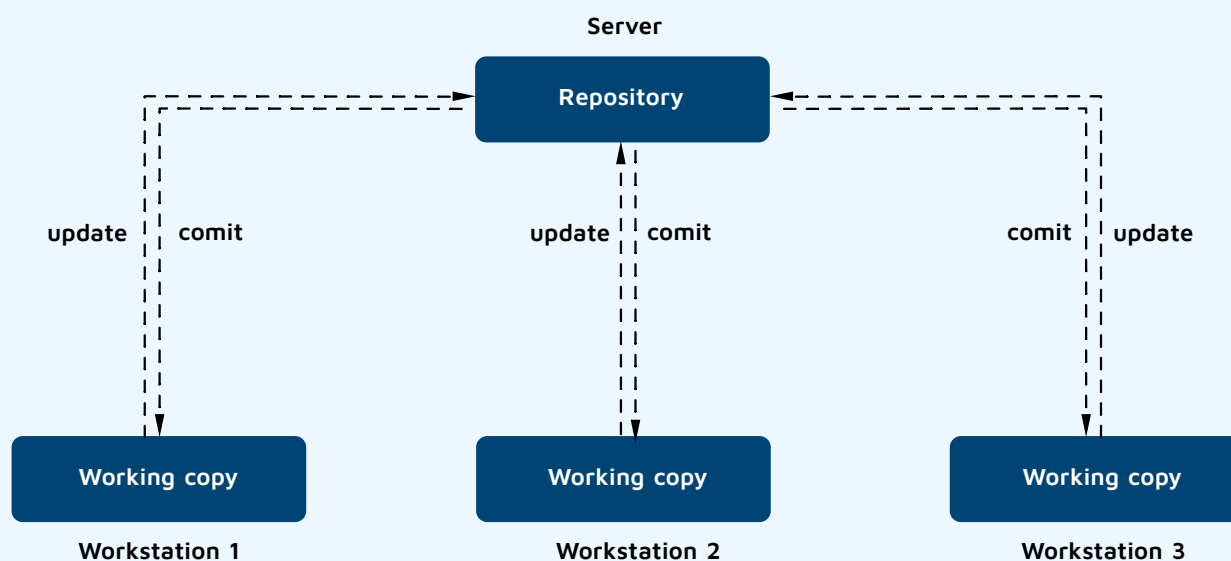 Server
Repository
update comit update comit comit update
Working copy Working copy Working copy
Workstation 1 Workstation 2 Workstation 3